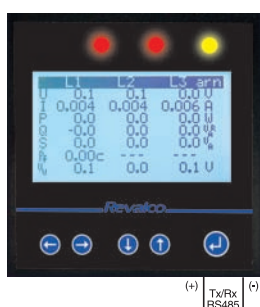 L1 L2 L3 arn
U 0.1 0.1 0.0 U
I 0.004 0.004 0.006 A
P 0.0 0.0 0.0 W
Q -0.0 0.0 0.0
S 0.0 0.0 0.0
0.00c --- ---
0.1 0.0 0.1 U
Revalco
(+) Tx/Rx (-)
RS485